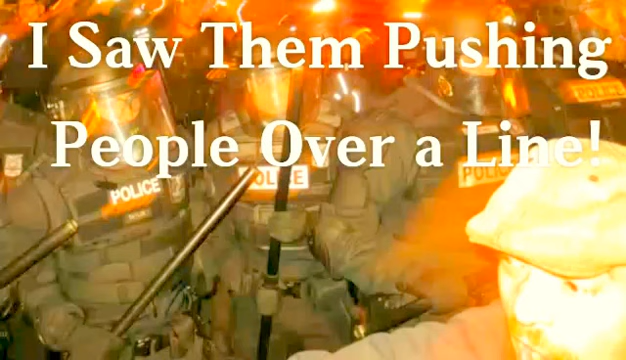 I Saw Them Pushing
People Over a Line!
POLICE
POLICE
POLICE
POLICE